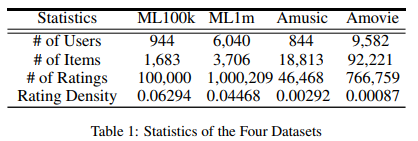 Statistics ML100k ML1m Amusic Amovie
# of Users 944 6,040 844 9,582
# of Items 1,683 3,706 18,813 92,221
# of Ratings 100,000 1,000,209 46,468 766,759
Rating Density 0.06294 0.04468 0.00292 0.00087
Table 1: Statistics of the Four Datasets